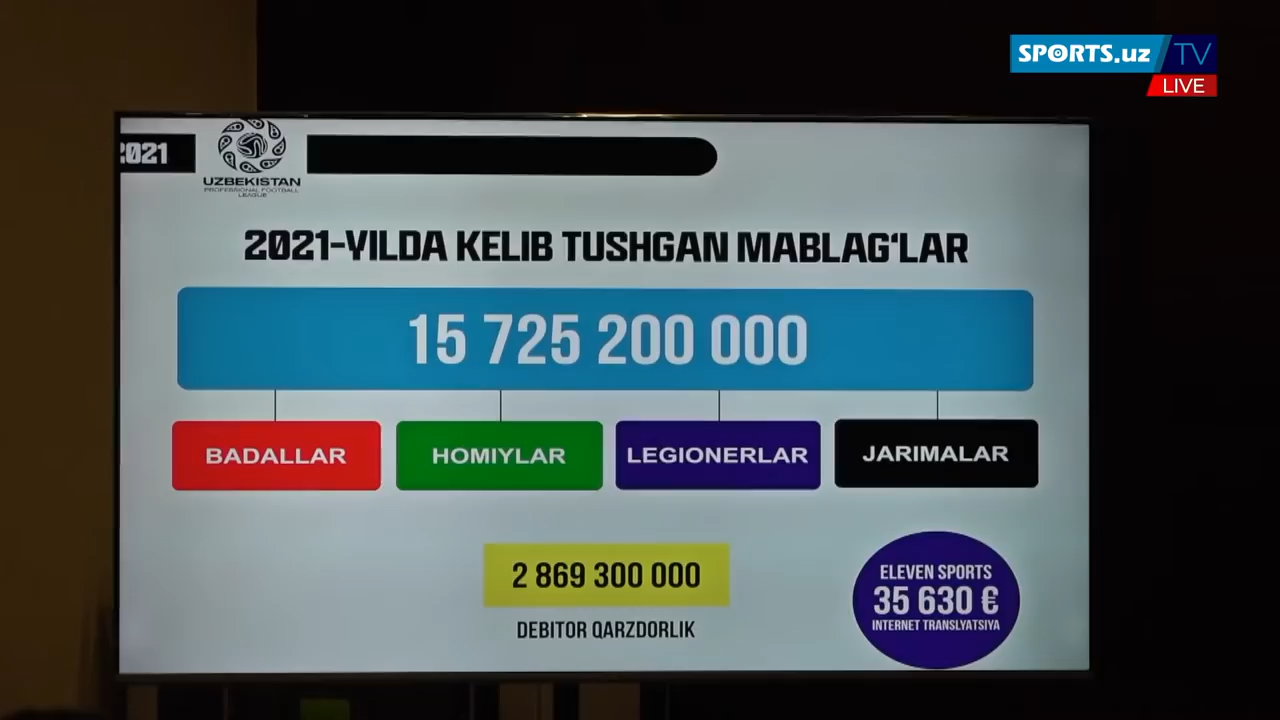 SPORTS.uz TV
LIVE
2021
UZBEKISTAN
PROFESSIONAL FOOTBALL
LEAGUE
2021-YILDA KELIB TUSHGAN MABLAG‘LAR
15 725 200 000
BADALLAR
HOMIYLAR
LEGIONERLAR
JARIMALAR
2 869 300 000
DEBITOR QARZDORLIK
ELEVEN SPORTS
35 630 €
INTERNET TRANSLYATSIYA